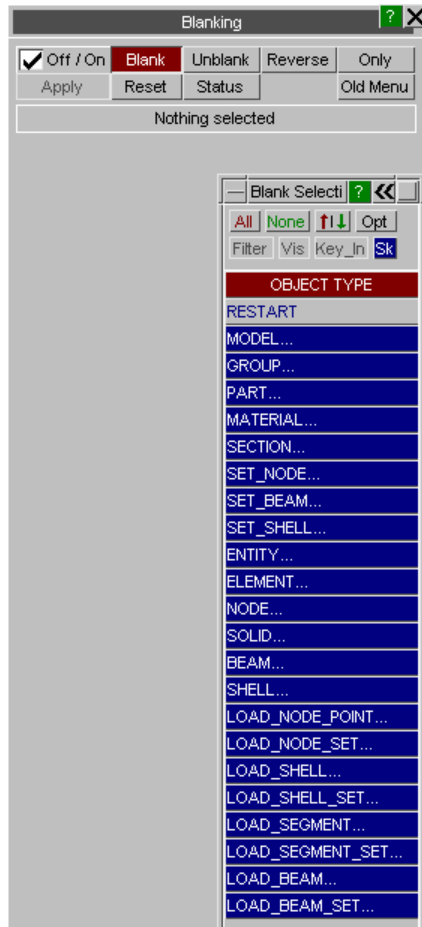 Blanking ?
Off / On Blank Unblank Reverse Only
Apply Reset Status Old Menu
Nothing selected
Blank Selecti ?
All None Opt
Filter Vis Key_In Sk
OBJECT TYPE
RESTART
MODEL...
GROUP...
PART...
MATERIAL...
SECTION...
SET_NODE...
SET_BEAM...
SET_SHELL...
ENTITY...
ELEMENT...
NODE...
SOLID...
BEAM...
SHELL...
LOAD_NODE_POINT...
LOAD_NODE_SET...
LOAD_SHELL...
LOAD_SHELL_SET...
LOAD_SEGMENT...
LOAD_SEGMENT_SET...
LOAD_BEAM...
LOAD_BEAM_SET...